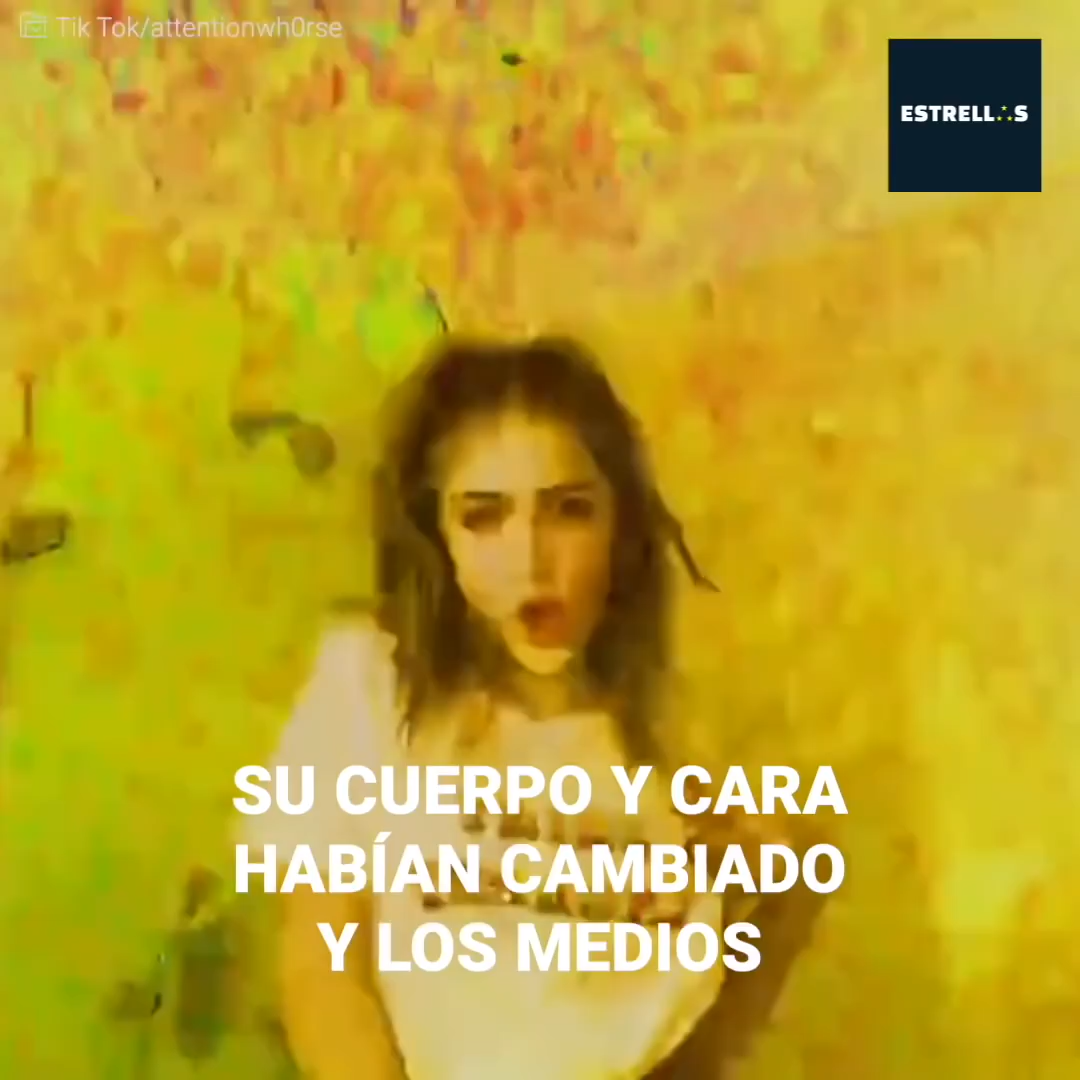 Tik Tok/attentionwh0rse
ESTRELLAS
SU CUERPO Y CARA
HABÍAN CAMBIADO
Y LOS MEDIOS